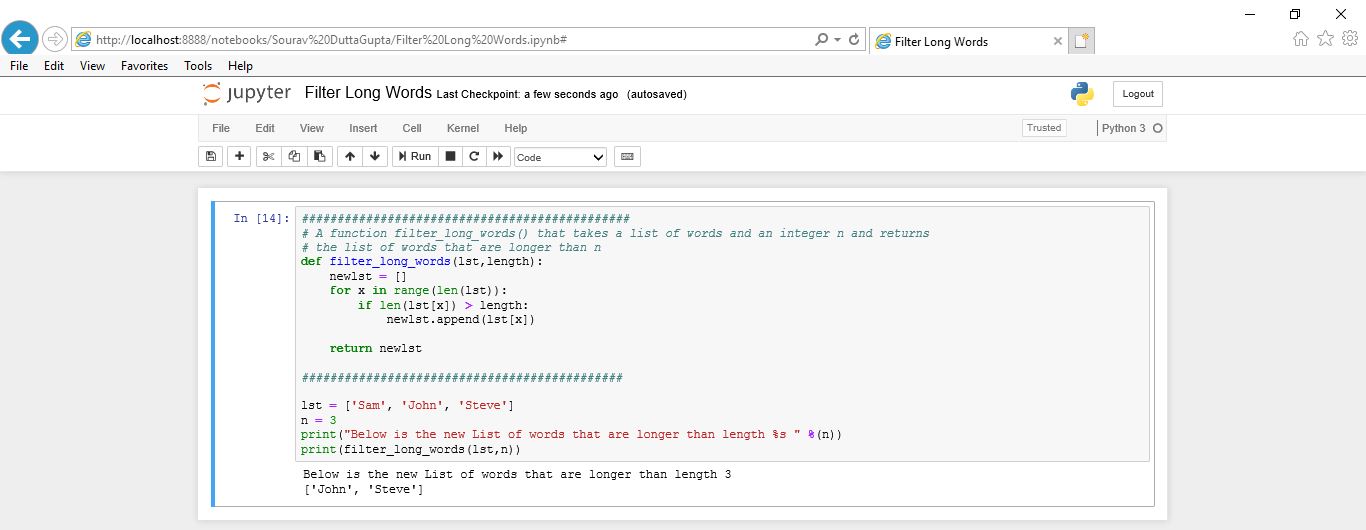 http://localhost:8888/notebooks/Sourav%20DuttaGupta/Filter%20Long%20Words.ipynb#
Filter Long Words
File Edit View Favorites Tools Help
jupyter Filter Long Words Last Checkpoint: a few seconds ago (autosaved)
Logout
File Edit View Insert Cell Kernel Help
Trusted
Python 3
Run
Code
In [14]:
##############################################
# A function filter_long_words() that takes a list of words and an integer n and returns
# the list of words that are longer than n
def filter_long_words(lst,length):
    newlst = []
    for x in range(len(lst)):
        if len(lst[x]) > length:
            newlst.append(lst[x])
    return newlst
#############################################
lst = ['Sam', 'John', 'Steve']
n = 3
print("Below is the new List of words that are longer than length %s " %(n))
print(filter_long_words(lst,n))
Below is the new List of words that are longer than length 3
['John', 'Steve']